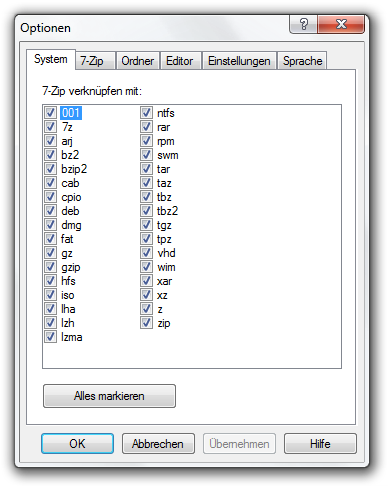 Optionen
System 7-Zip Ordner Editor Einstellungen Sprache
7-Zip verknüpfen mit:
001
7z
arj
bz2
bzip2
cab
cpio
deb
dmg
fat
gz
gzip
hfs
iso
lha
lzh
lzma
ntfs
rar
rpm
swm
tar
taz
tbz
tbz2
tgz
tpz
vhd
wim
xar
xz
z
zip
Alles markieren
OK Abbrechen Übernehmen Hilfe